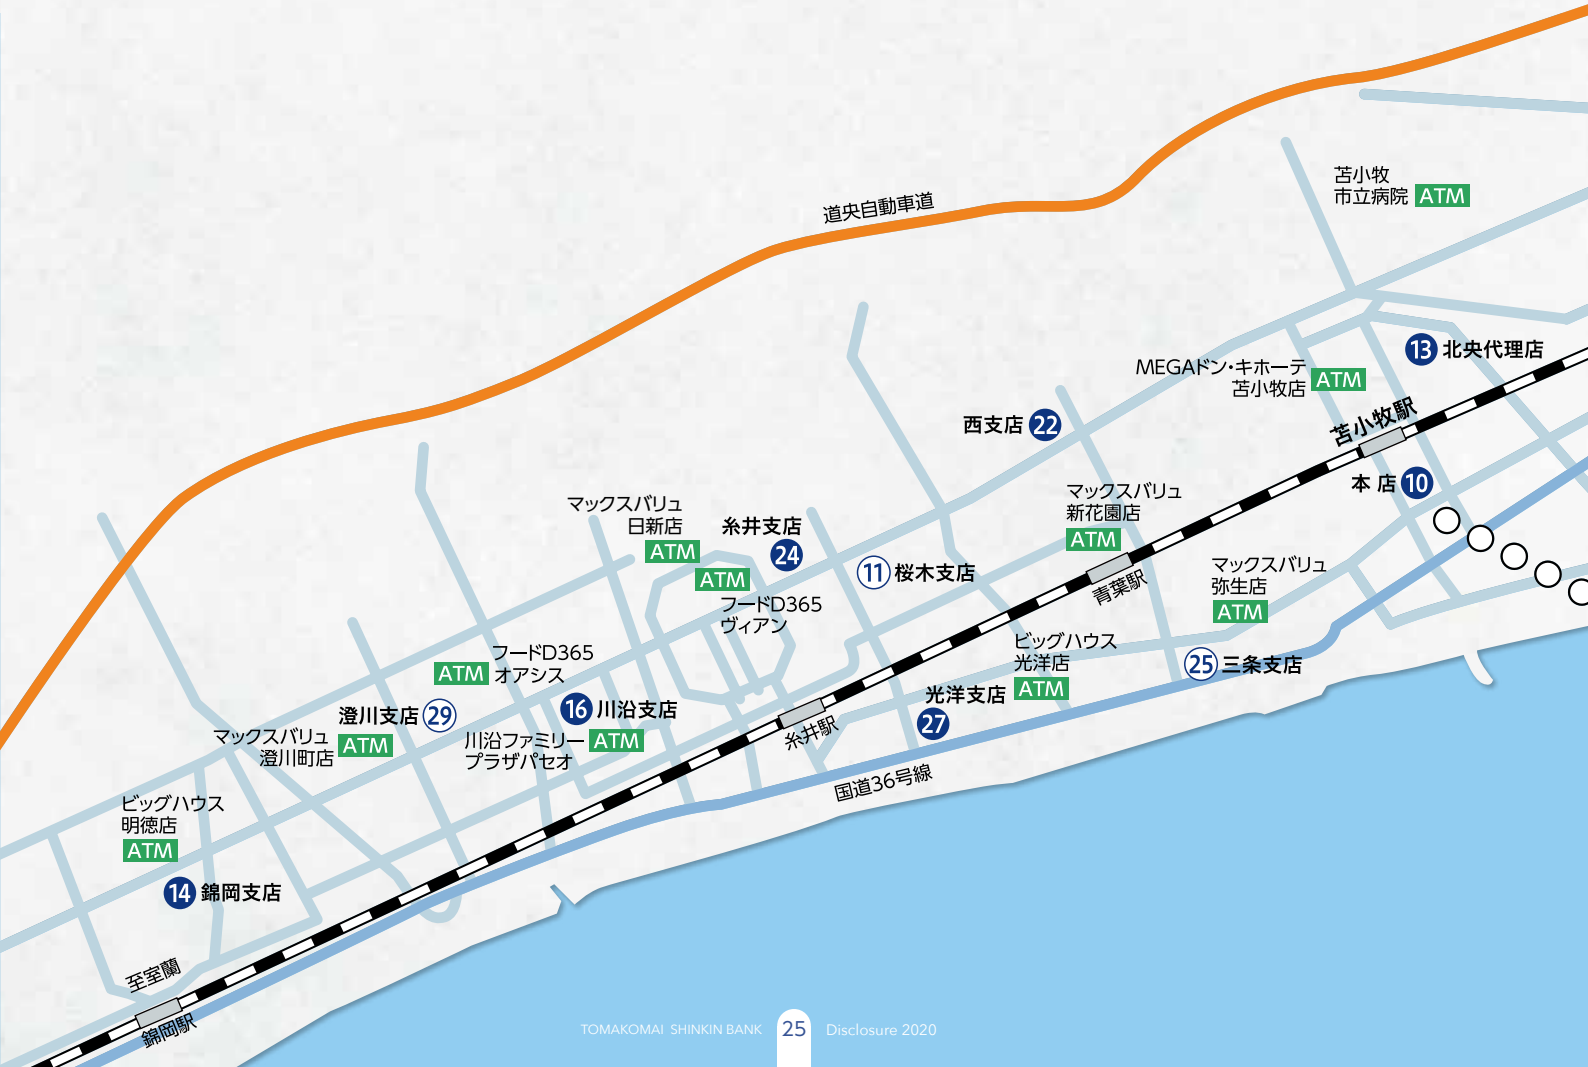 道央自動車道
苫小牧
市立病院 ATM
13 北央代理店
MEGAドン・キホーテ
苫小牧店 ATM
苫小牧駅
西支店 22
本 店 10
マックスバリュ
新花園店
ATM
マックスバリュ
日新店
ATM
糸井支店
24
ATM
フードD365
ヴィアン
11 桜木支店
青葉駅
マックスバリュ
弥生店
ATM
ビッグハウス
光洋店
ATM
25 三条支店
フードD365
オアシス
ATM
光洋支店
27
16 川沿支店
澄川支店 29
マックスバリュ
澄川町店 ATM
川沿ファミリー
プラザパセオ
ATM
糸井駅
国道36号線
ビッグハウス
明徳店
ATM
14 錦岡支店
至室蘭
錦岡駅
TOMAKOMAI SHINKIN BANK 25 Disclosure 2020